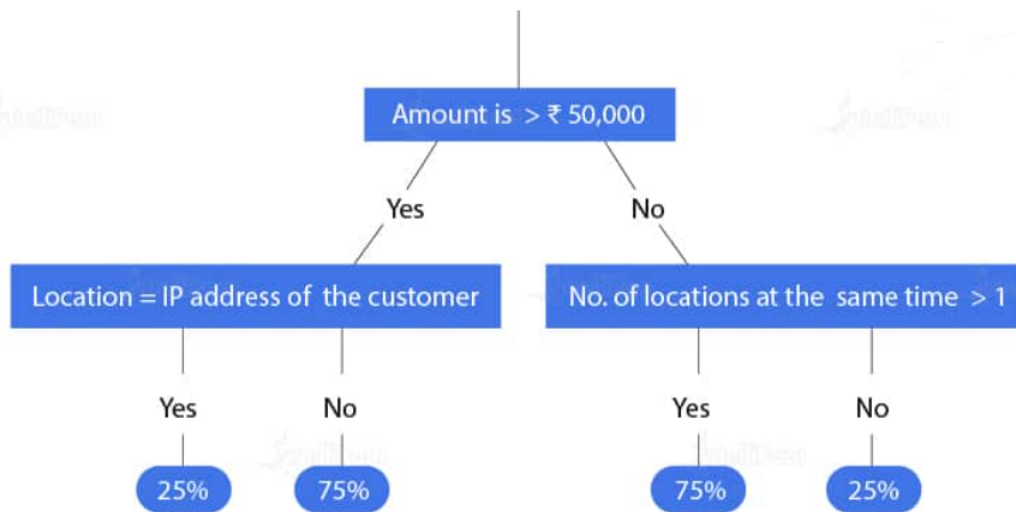 Amount is > ₹ 50,000
Yes
No
Location = IP address of the customer
No. of locations at the same time > 1
Yes
No
Yes
No
25%
75%
75%
25%